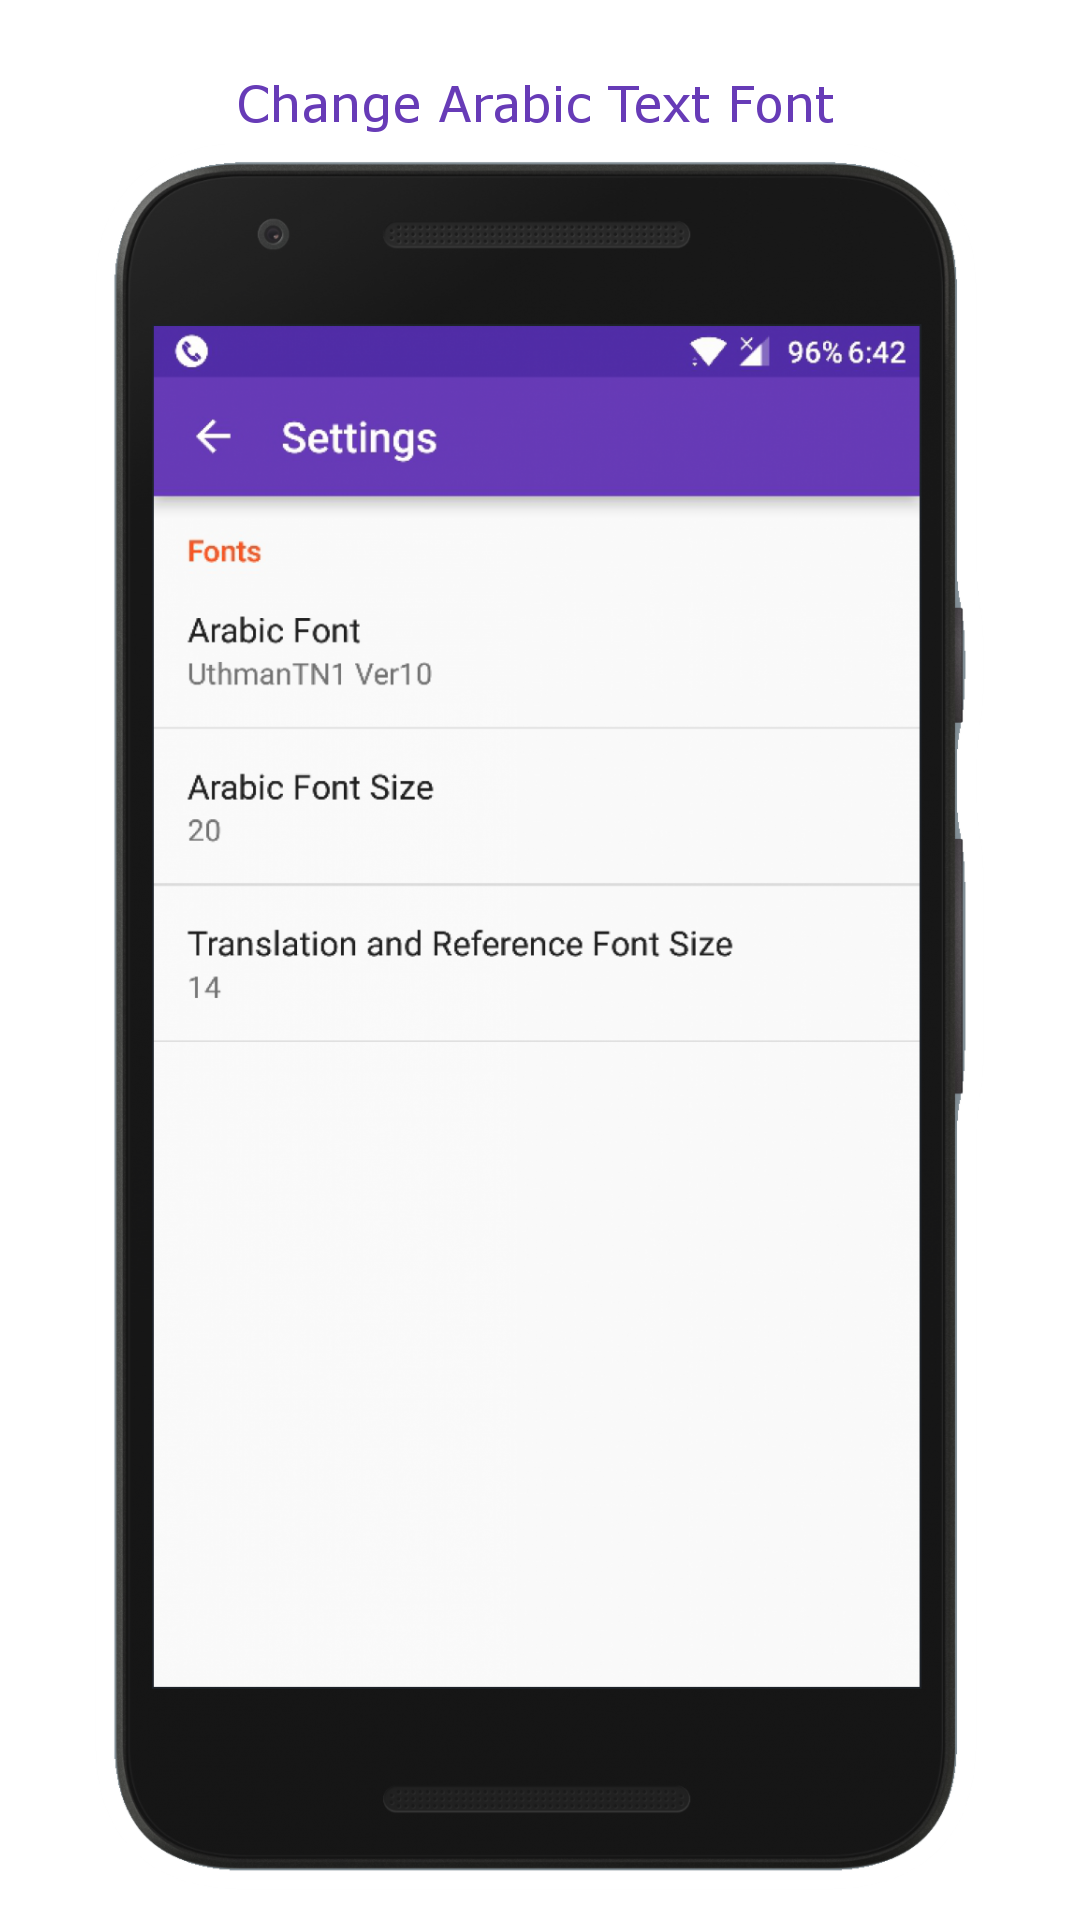 Change Arabic Text Font
96% 6:42
Settings
Fonts
Arabic Font
UthmanTN1 Ver10
Arabic Font Size
20
Translation and Reference Font Size
14